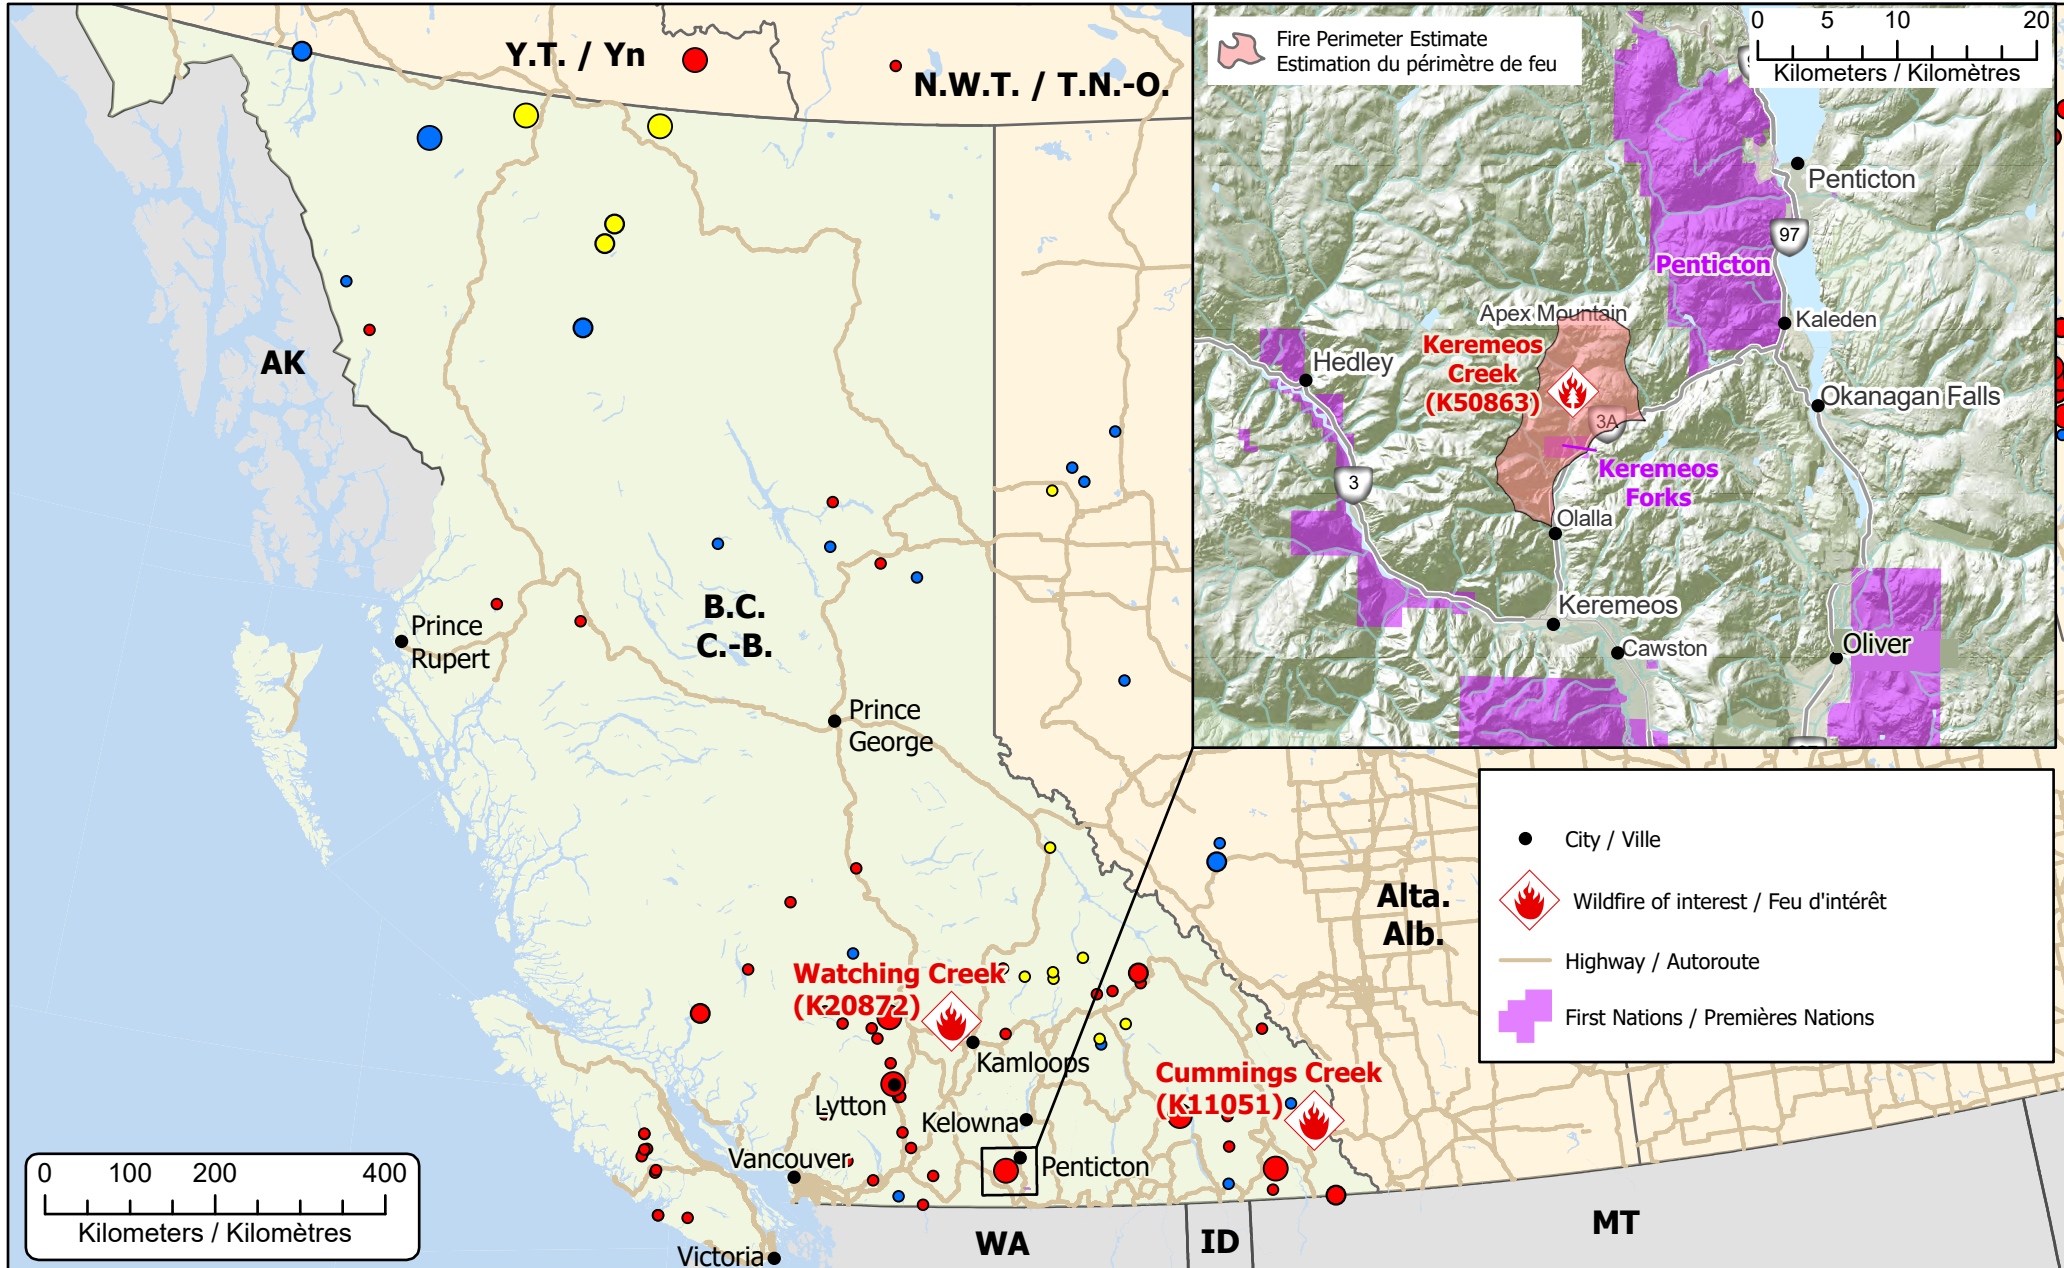 Y.T. / Yn
N.W.T. / T.N.-O.
AK
B.C.
C.-B.
Prince
Rupert
Prince
George
Alta.
Alb.
Watching Creek
(K20872)
Kamloops
Cummings Creek
(K11051)
Lytton
Kelowna
Penticton
Vancouver
Victoria
WA
ID
MT
0 100 200 400
Kilometers / Kilomètres
Fire Perimeter Estimate
Estimation du périmètre de feu
0 5 10 20
Kilometers / Kilomètres
Penticton
97
Penticton
Apex Mountain
Kaleden
Keremeos
Creek
(K50863)
Hedley
Okanagan Falls
3A
Keremeos
Forks
3
Olalla
Keremeos
Cawston
Oliver
City / Ville
Wildfire of interest / Feu d'intérêt
Highway / Autoroute
First Nations / Premières Nations